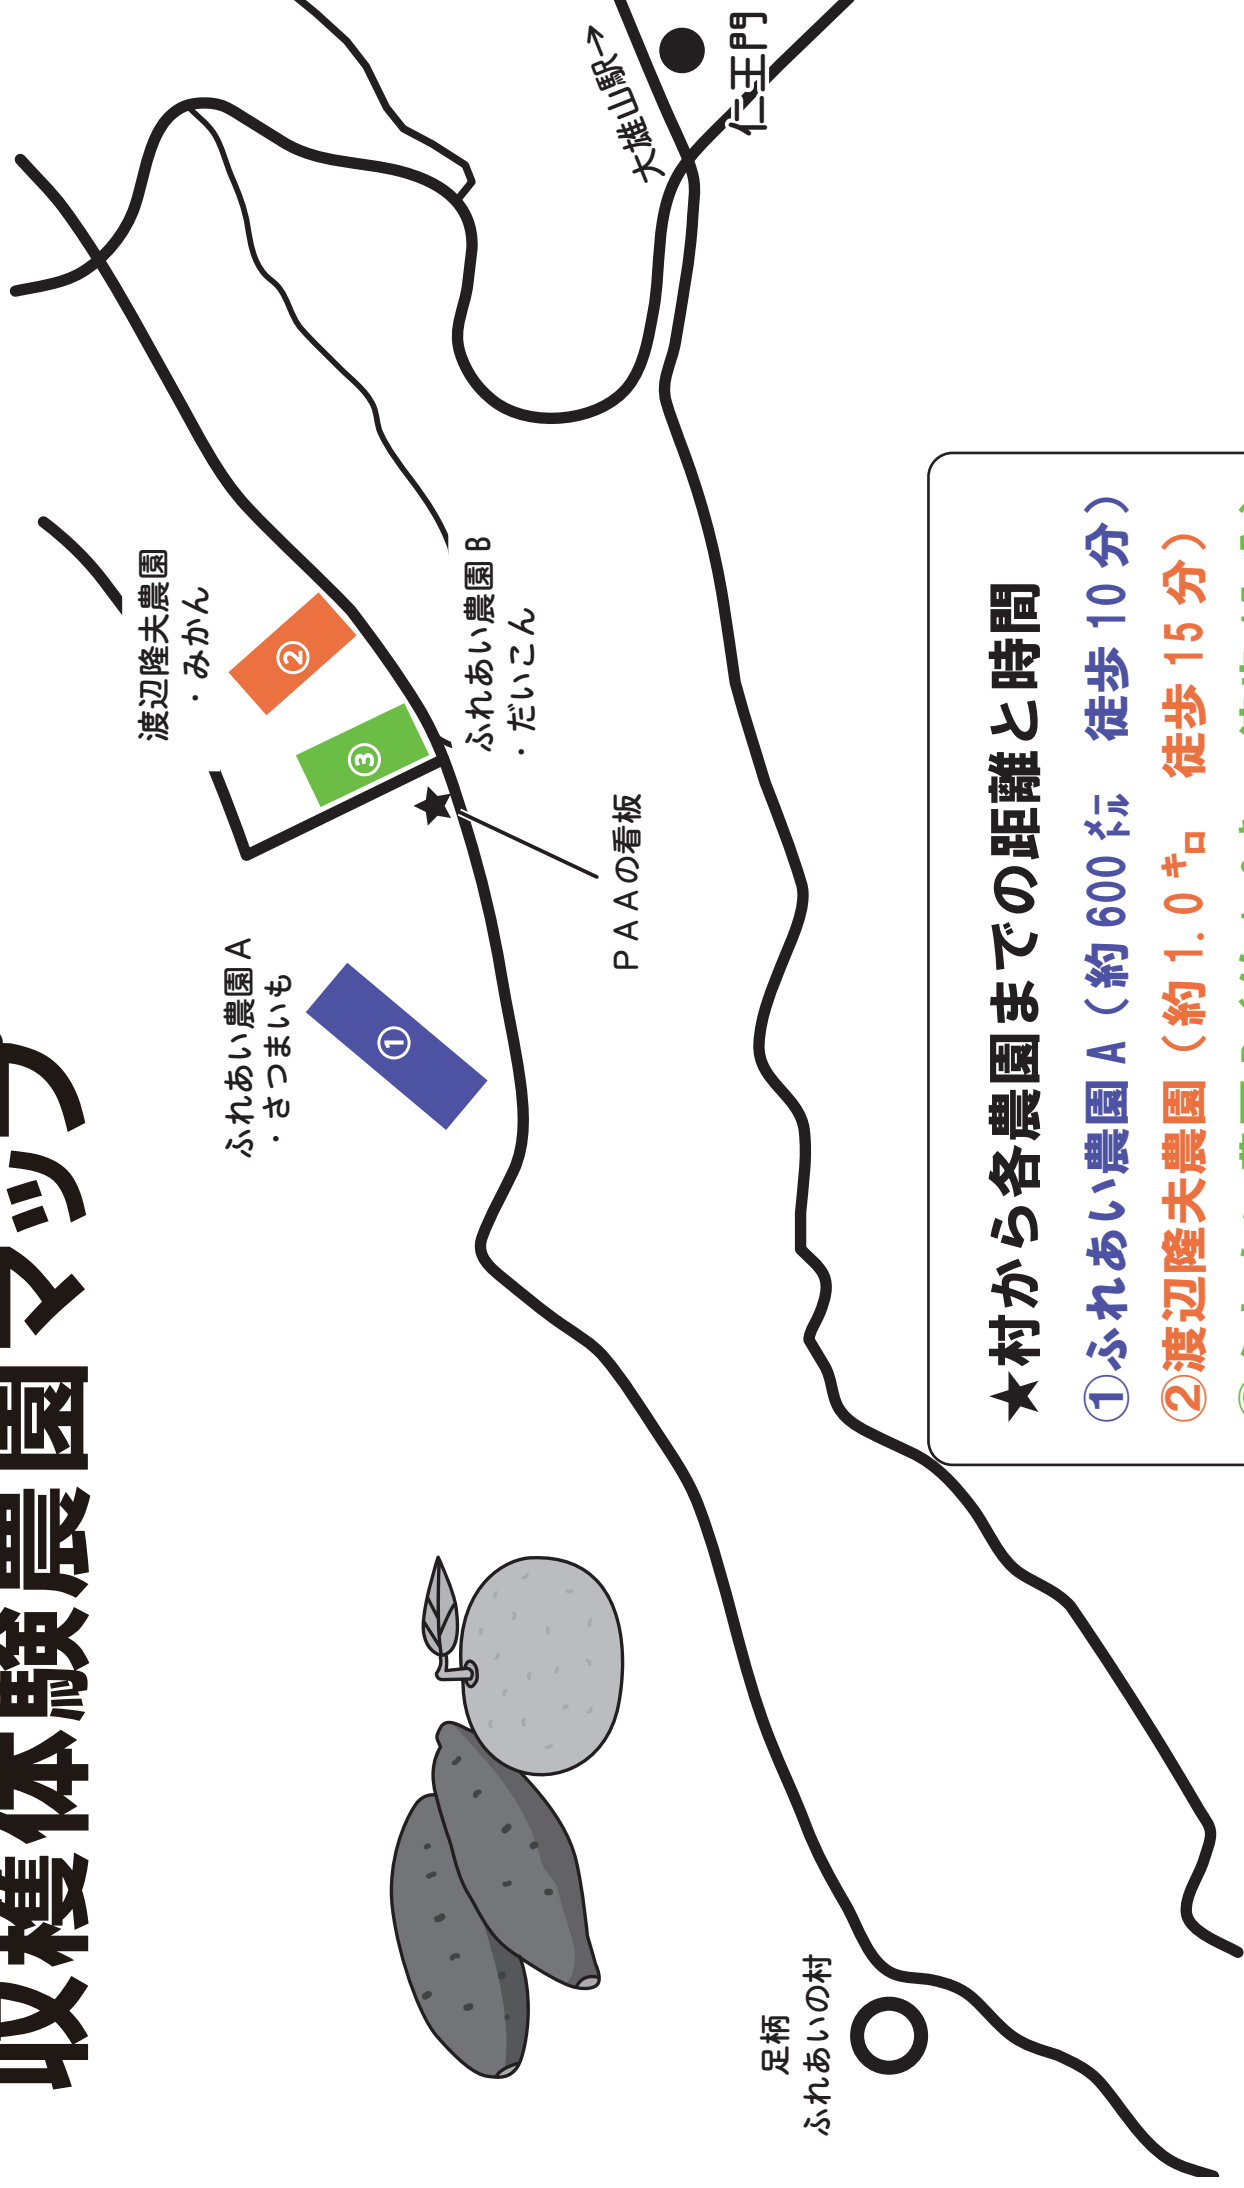 収穫体験農園マップ
大雄山駅→
仁王門
渡辺隆夫農園
・みかん
②
③
ふれあい農園B
・だいこん
PAAの看板
ふれあい農園A
・さつまいも
①
足柄
ふれあいの村
★村から各農園までの距離と時間
①ふれあい農園A（約600㍍　徒歩10分）
②渡辺隆夫農園（約1.0㌔　徒歩15分）